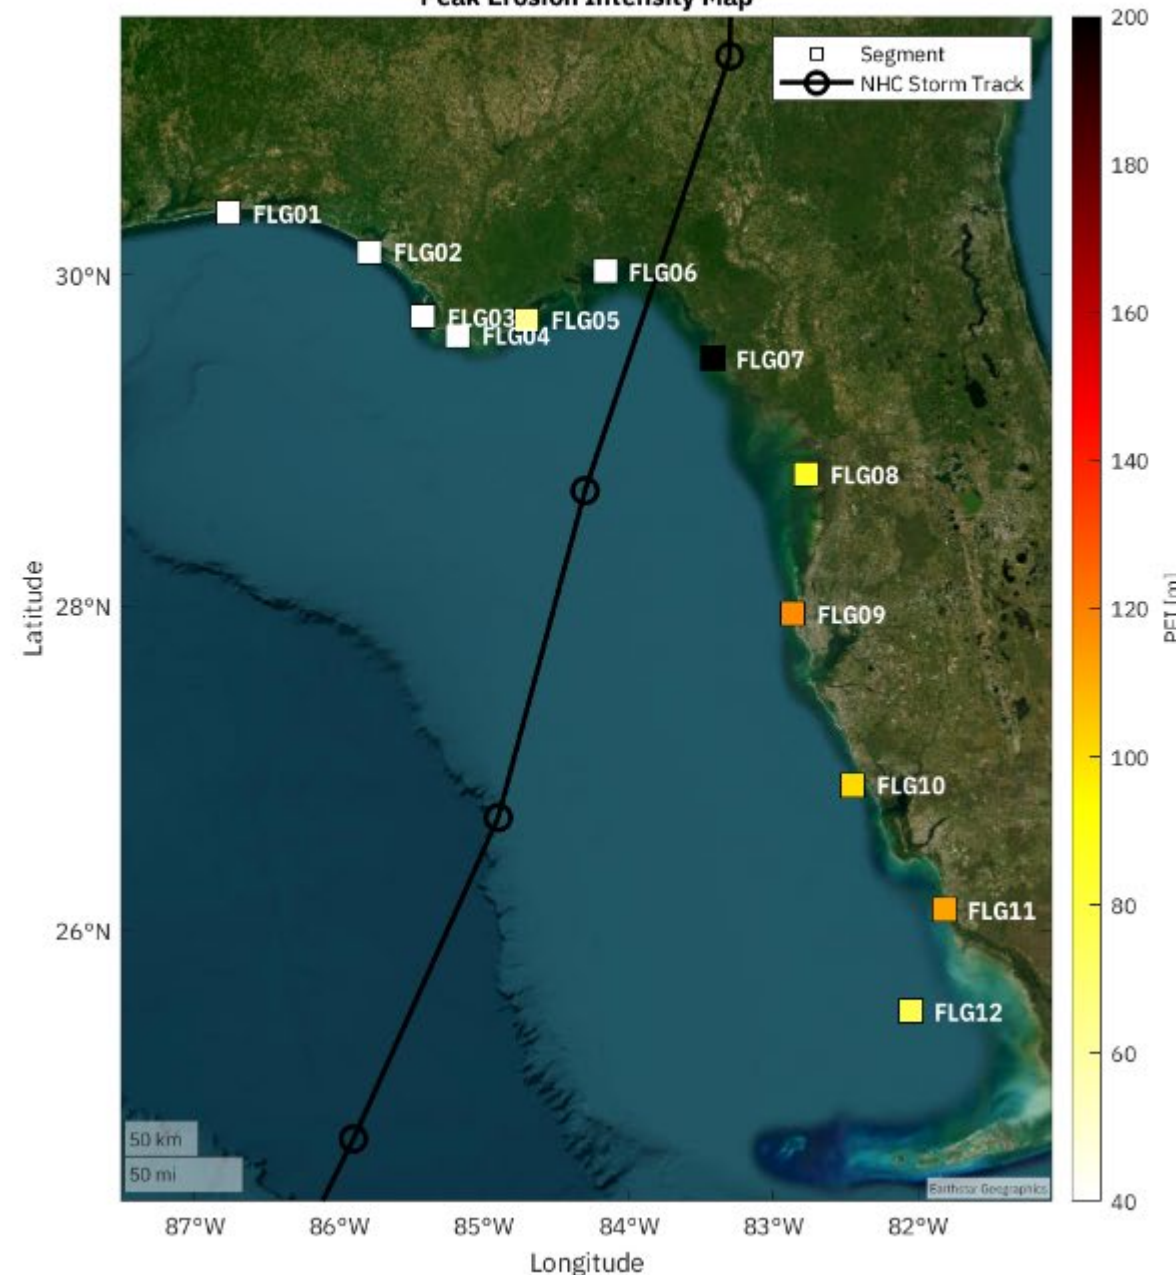 Peak Erosion Intensity Map
Segment
NHC Storm Track
FLG01
FLG02
FLG03
FLG04
FLG05
FLG06
FLG07
FLG08
FLG09
FLG10
FLG11
FLG12
30°N
28°N
26°N
Latitude
50 km
50 mi
Earthstar Geographics
87°W
86°W
85°W
84°W
83°W
82°W
Longitude
200
180
160
140
120
100
80
60
40
PEI [m]